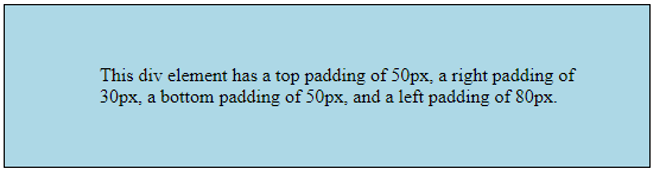 This div element has a top padding of 50px, a right padding of
30px, a bottom padding of 50px, and a left padding of 80px.